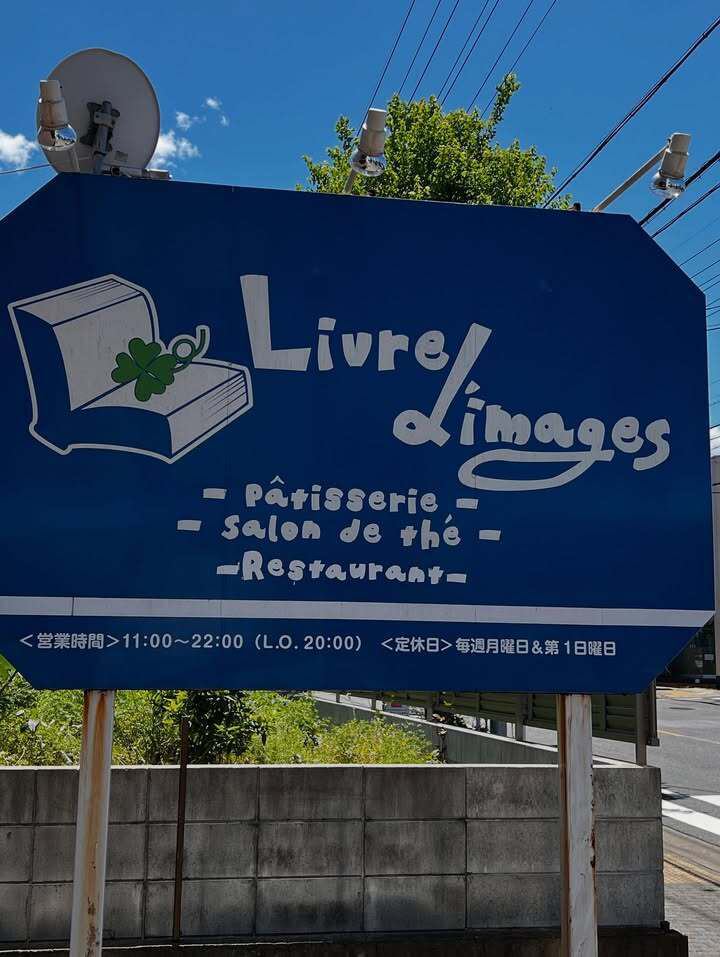 Livre
d'images
- Pâtisserie -
- salon de thé -
- Restaurant -
<営業時間>11:00～22:00（L.O. 20:00） <定休日>毎週月曜日&第1日曜日